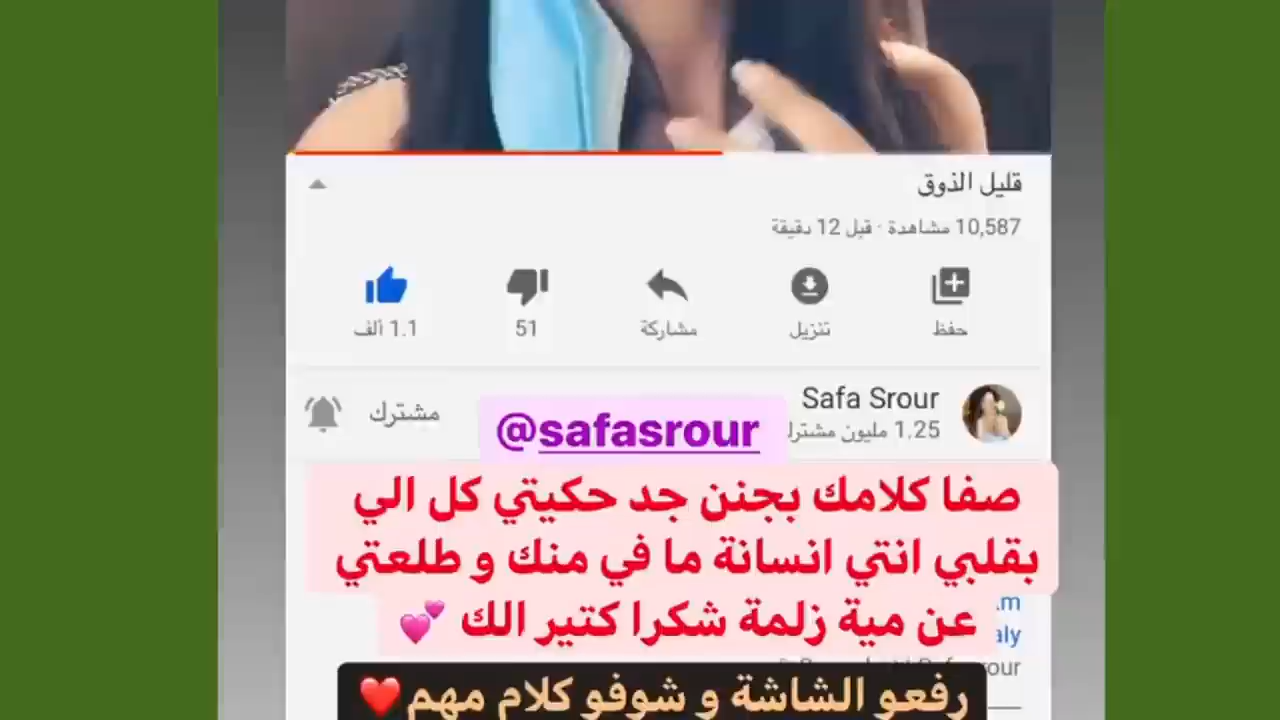 قليل الذوق
10,587 مشاهدة · قبل 12 دقيقة
حفظ
تنزيل
مشاركة
51
1.1 ألف
Safa Srour
1.25 مليون مشترك
مشترك
@safasrour
صفا كلامك بجنن جد حكيتي كل الي
بقلبي انتي انسانة ما في منك و طلعتي
عن مية زلمة شكرا كتير الك 💕
رفعو الشاشة و شوفو كلام مهم❤️